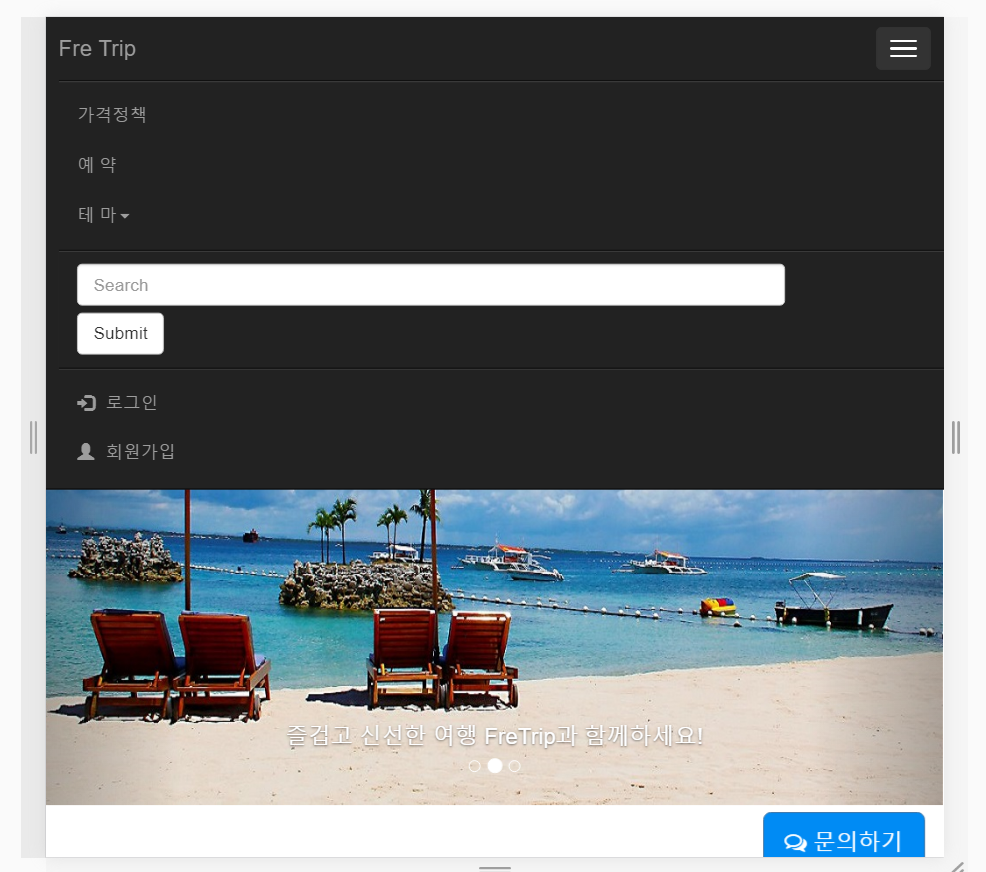 Fre Trip
가격정책
예 약
테 마
Search
Submit
로그인
회원가입
즐겁고 신선한 여행 FreTrip과 함께하세요!
문의하기